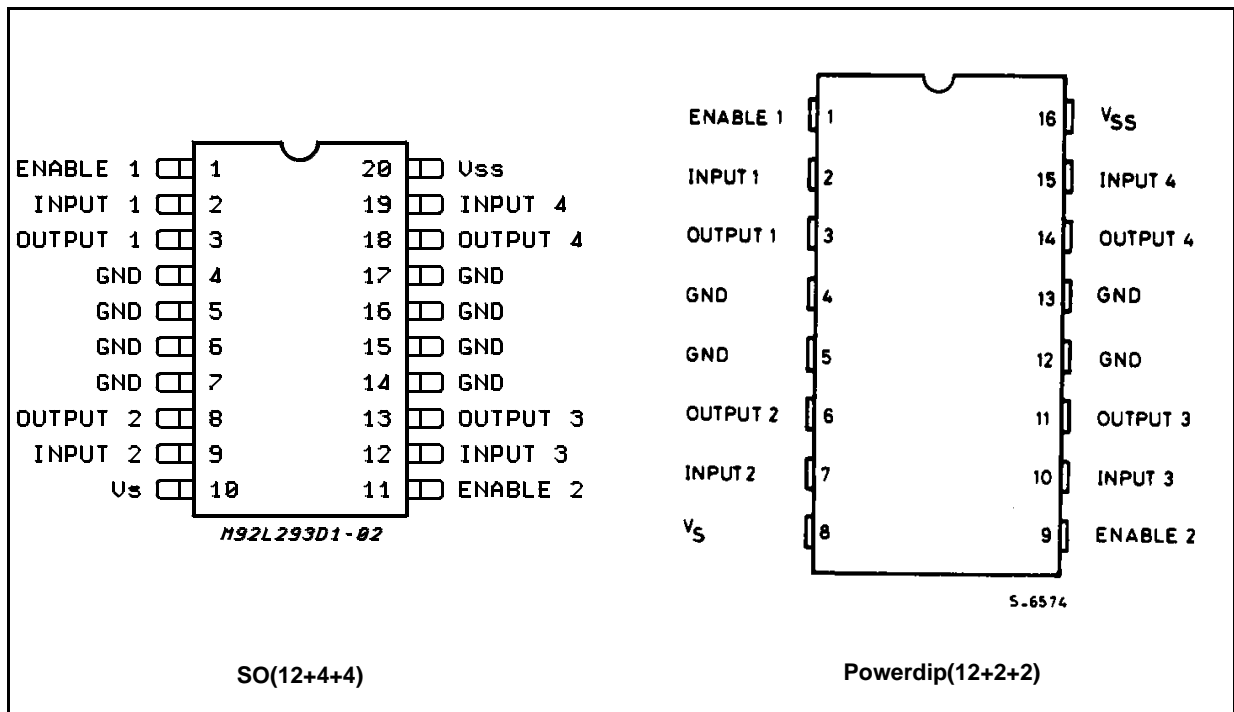 ENABLE 1 1 20 Vss
INPUT 1 2 19 INPUT 4
OUTPUT 1 3 18 OUTPUT 4
GND 4 17 GND
GND 5 16 GND
GND 6 15 GND
GND 7 14 GND
OUTPUT 2 8 13 OUTPUT 3
INPUT 2 9 12 INPUT 3
Vs 10 11 ENABLE 2
M92L293D1-02
SO(12+4+4)
ENABLE 1 1 16 VSS
INPUT 1 2 15 INPUT 4
OUTPUT 1 3 14 OUTPUT 4
GND 4 13 GND
GND 5 12 GND
OUTPUT 2 6 11 OUTPUT 3
INPUT 2 7 10 INPUT 3
VS 8 9 ENABLE 2
S-6574
Powerdip(12+2+2)